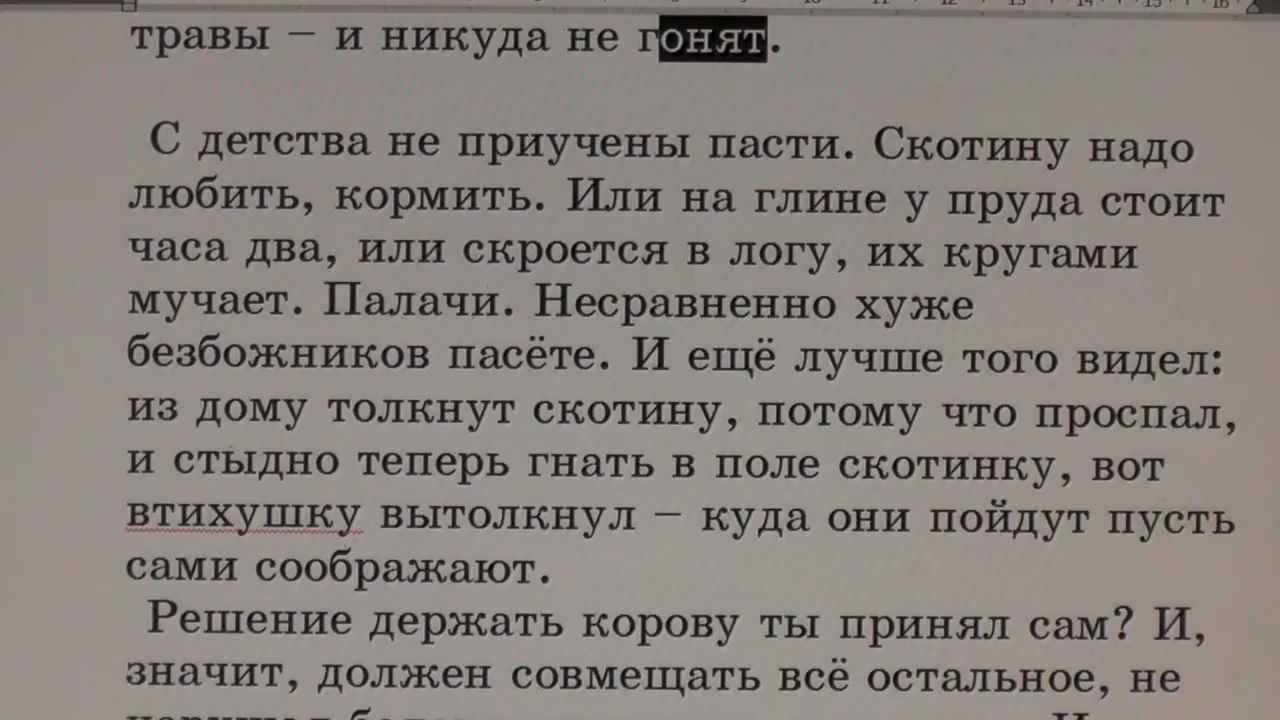 травы – и никуда не гонят.
С детства не приучены пасти. Скотину надо
любить, кормить. Или на глине у пруда стоит
часа два, или скроется в логу, их кругами
мучает. Палачи. Несравненно хуже
безбожников пасёте. И ещё лучше того видел:
из дому толкнут скотину, потому что проспал,
и стыдно теперь гнать в поле скотинку, вот
втихушку вытолкнул – куда они пойдут пусть
сами соображают.
Решение держать корову ты принял сам? И,
значит, должен совмещать всё остальное, не